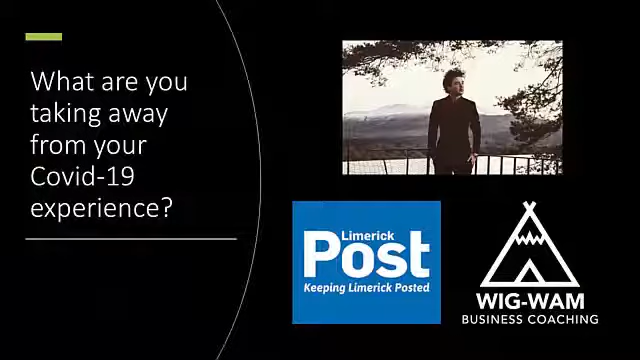 What are you
taking away
from your
Covid-19
experience?
Limerick
Post
Keeping Limerick Posted
WIG-WAM
BUSINESS COACHING